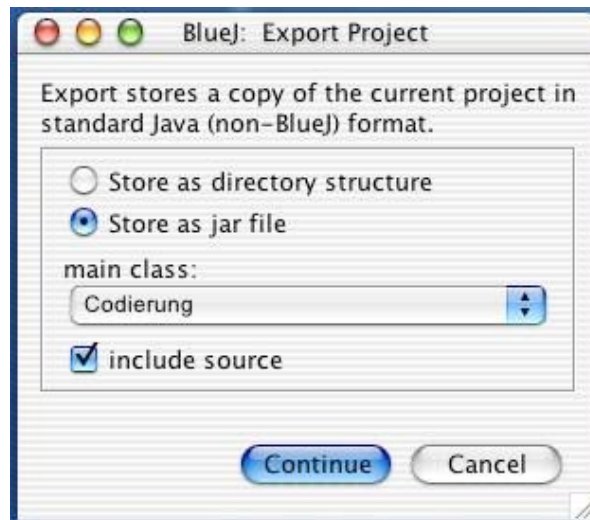 BlueJ: Export Project
Export stores a copy of the current project in
standard Java (non-BlueJ) format.
Store as directory structure
Store as jar file
main class:
Codierung
include source
Continue
Cancel